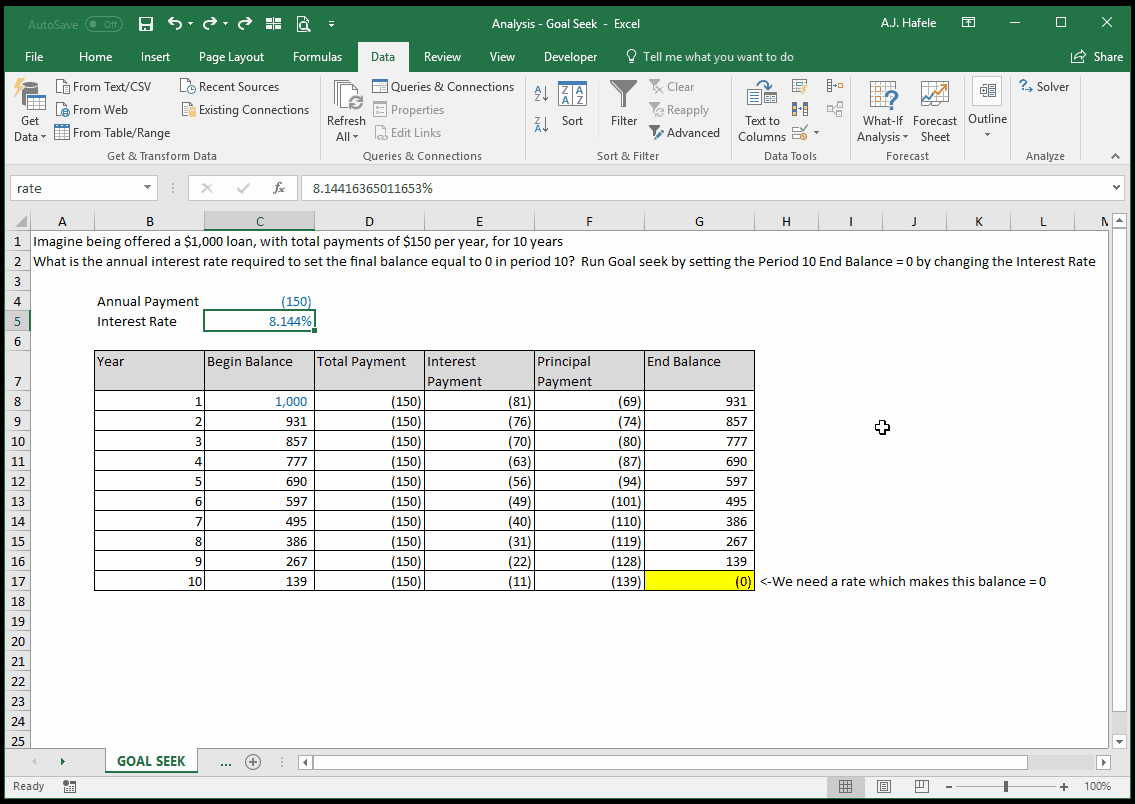 AutoSave Off Analysis - Goal Seek - Excel A.J. Hafele
File Home Insert Page Layout Formulas Data Review View Developer Tell me what you want to do Share
Get Data From Text/CSV From Web From Table/Range Recent Sources Existing Connections
Get & Transform Data
Refresh All Queries & Connections Properties Edit Links
Queries & Connections
A Z Z A Z A A Z Sort Filter Clear Reapply Advanced
Sort & Filter
Text to Columns
Data Tools
What-If Analysis Forecast Sheet
Forecast
Outline
Solver
Analyze
rate fx 8.14416365011653%
A B C D E F G H I J K L M
1 Imagine being offered a $1,000 loan, with total payments of $150 per year, for 10 years
2 What is the annual interest rate required to set the final balance equal to 0 in period 10? Run Goal seek by setting the Period 10 End Balance = 0 by changing the Interest Rate
3
4 Annual Payment (150)
5 Interest Rate 8.144%
6
7 Year Begin Balance Total Payment Interest Payment Principal Payment End Balance
8 1 1,000 (150) (81) (69) 931
9 2 931 (150) (76) (74) 857
10 3 857 (150) (70) (80) 777
11 4 777 (150) (63) (87) 690
12 5 690 (150) (56) (94) 597
13 6 597 (150) (49) (101) 495
14 7 495 (150) (40) (110) 386
15 8 386 (150) (31) (119) 267
16 9 267 (150) (22) (128) 139
17 10 139 (150) (11) (139) (0) <-We need a rate which makes this balance = 0
18
19
20
21
22
23
24
25
GOAL SEEK ...
Ready 100%